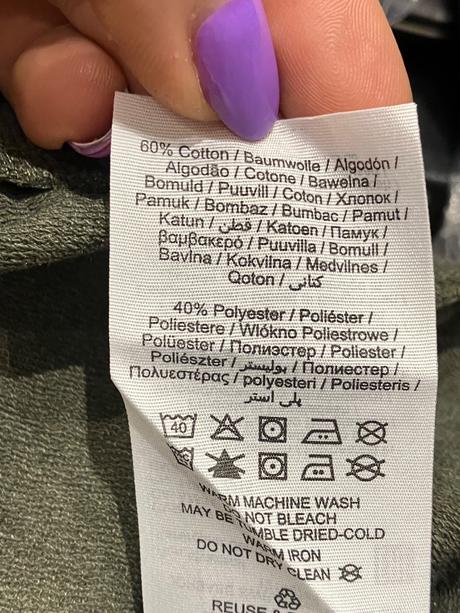 60% Cotton / Baumwolle / Algodón /
Algodão / Cotone / Bawełna /
Bomuld / Puuvill / Coton / Хлопок /
Pamuk / Bombaz / Bumbac / Pamut /
Katun / قطن / Katoen / Памук /
βαμβακερό / Puuvilla / Bomull /
Bavlna / Kokvilna / Medvilnes /
Qoton / كتانی
40% Polyester / Poliéster /
Poliestere / Włókno Poliestrowe /
Polüester / Полиэстер / Poliester /
Poliészter / بوليستر / Полиестер /
Πολυεστέρας / polyesteri / Poliesteris /
پلی استر
40
WARM MACHINE WASH
MAY BE NOT BLEACH
TUMBLE DRIED-COLD
WARM IRON
DO NOT DRY CLEAN
REUSE &